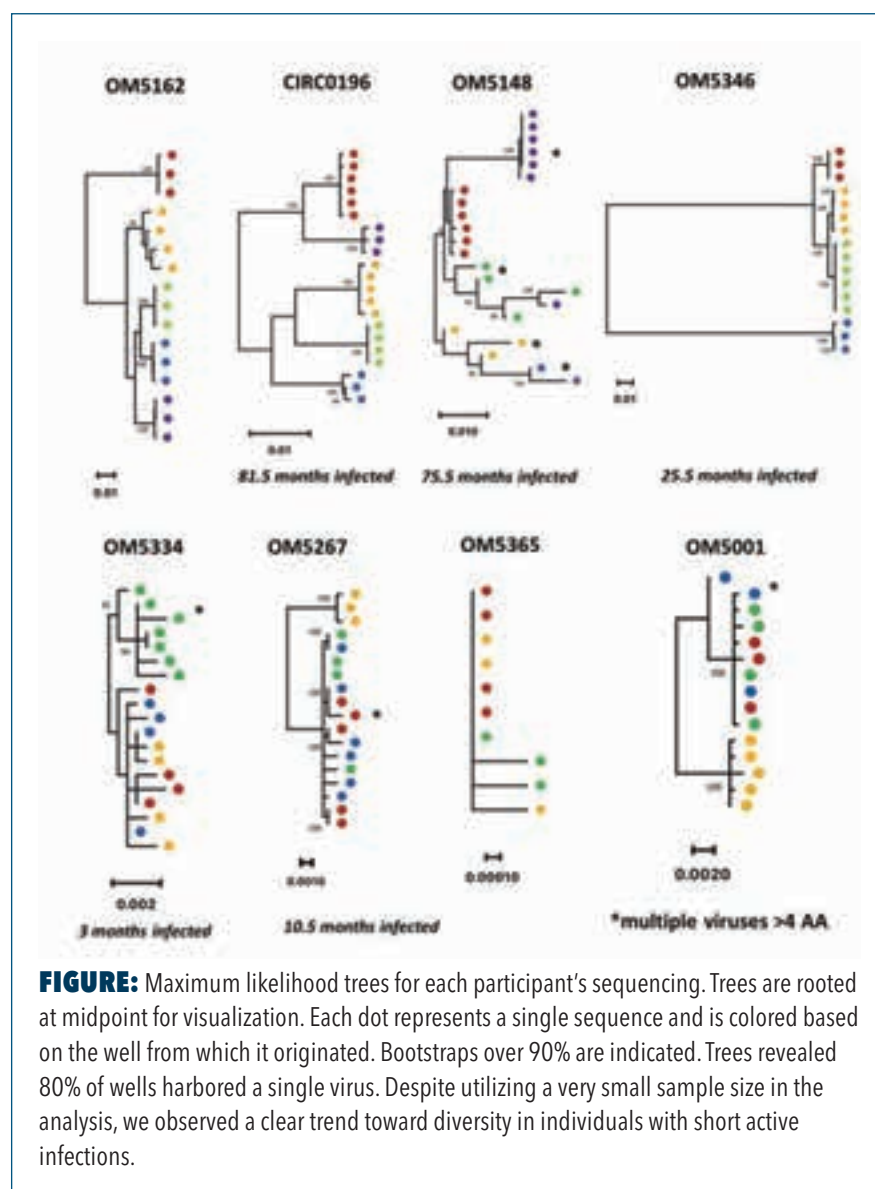 OM5162
CIRC0196
OM5148
OM5346
0.01
0.01
0.010
0.01
81.5 months infected
75.5 months infected
25.5 months infected
OM5334
OM5267
OM5365
OM5001
0.002
0.0010
0.00010
0.0020
3 months infected
10.5 months infected
*multiple viruses >4 AA
FIGURE: Maximum likelihood trees for each participant's sequencing. Trees are rooted
at midpoint for visualization. Each dot represents a single sequence and is colored based
on the well from which it originated. Bootstraps over 90% are indicated. Trees revealed
80% of wells harbored a single virus. Despite utilizing a very small sample size in the
analysis, we observed a clear trend toward diversity in individuals with short active
infections.